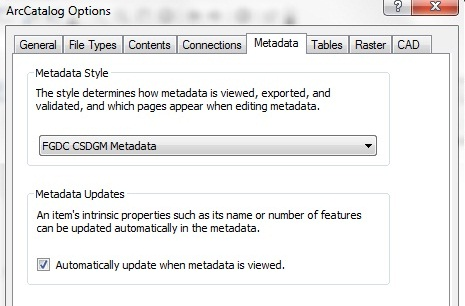 ArcCatalog Options
General File Types Contents Connections Metadata Tables Raster CAD
Metadata Style
The style determines how metadata is viewed, exported, and
validated, and which pages appear when editing metadata.
FGDC CSDGM Metadata
Metadata Updates
An item's intrinsic properties such as its name or number of features
can be updated automatically in the metadata.
Automatically update when metadata is viewed.